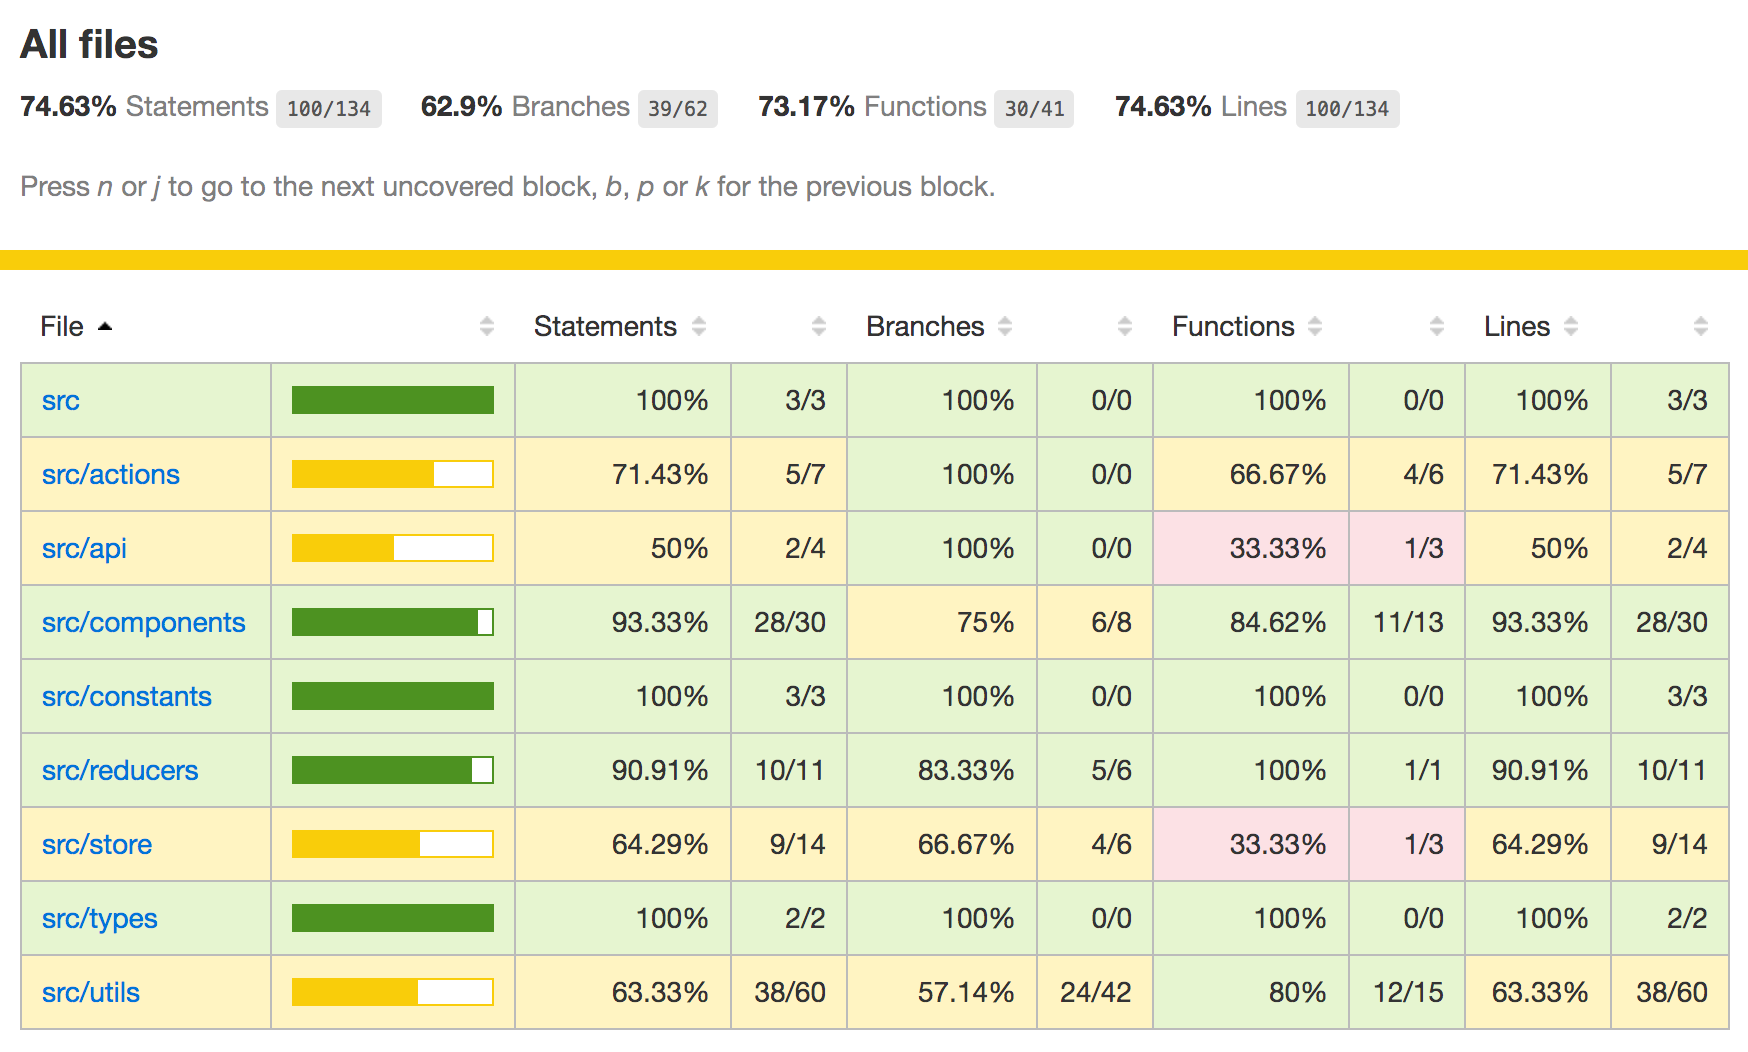 All files
74.63% Statements 100/134 62.9% Branches 39/62 73.17% Functions 30/41 74.63% Lines 100/134
Press n or j to go to the next uncovered block, b, p or k for the previous block.
File Statements Branches Functions Lines
src 100% 3/3 100% 0/0 100% 0/0 100% 3/3
src/actions 71.43% 5/7 100% 0/0 66.67% 4/6 71.43% 5/7
src/api 50% 2/4 100% 0/0 33.33% 1/3 50% 2/4
src/components 93.33% 28/30 75% 6/8 84.62% 11/13 93.33% 28/30
src/constants 100% 3/3 100% 0/0 100% 0/0 100% 3/3
src/reducers 90.91% 10/11 83.33% 5/6 100% 1/1 90.91% 10/11
src/store 64.29% 9/14 66.67% 4/6 33.33% 1/3 64.29% 9/14
src/types 100% 2/2 100% 0/0 100% 0/0 100% 2/2
src/utils 63.33% 38/60 57.14% 24/42 80% 12/15 63.33% 38/60